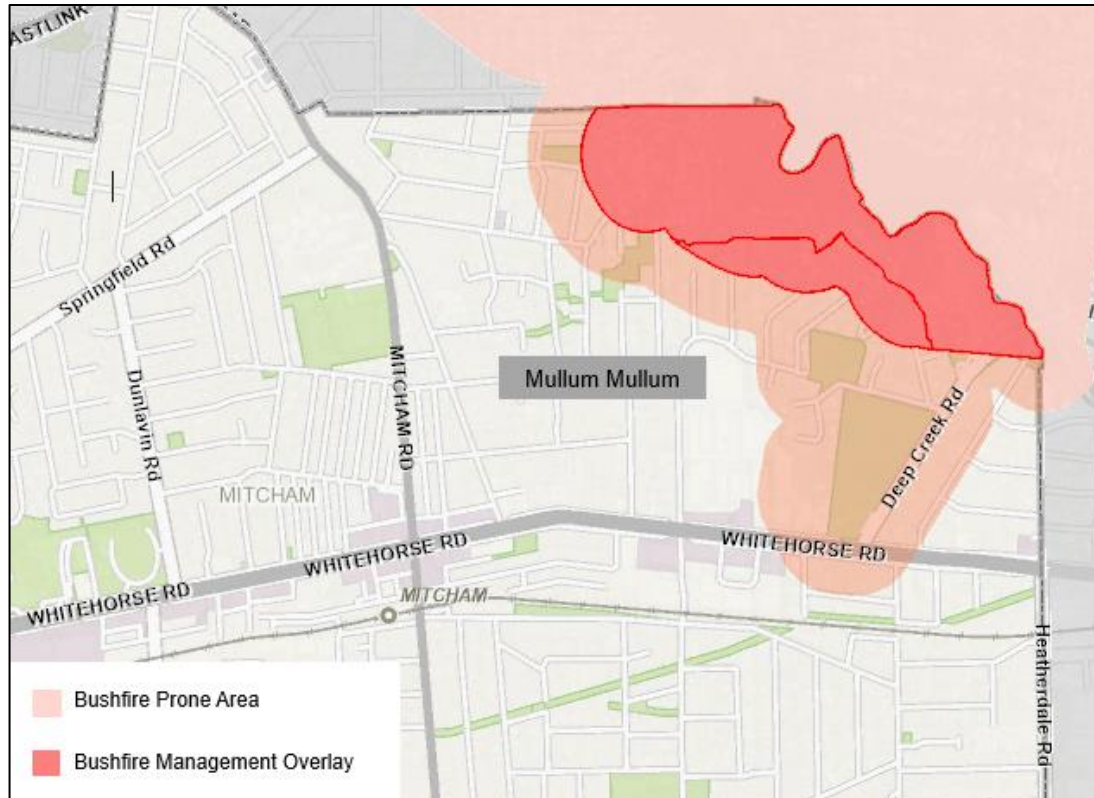 ASTLINK
Springfield Rd
Dunlavin Rd
MITCHAM RD
Mullum Mullum
Deep Creek Rd
MITCHAM
WHITEHORSE RD
WHITEHORSE RD
WHITEHORSE RD
MITCHAM
Heatherdale Rd
Bushfire Prone Area
Bushfire Management Overlay